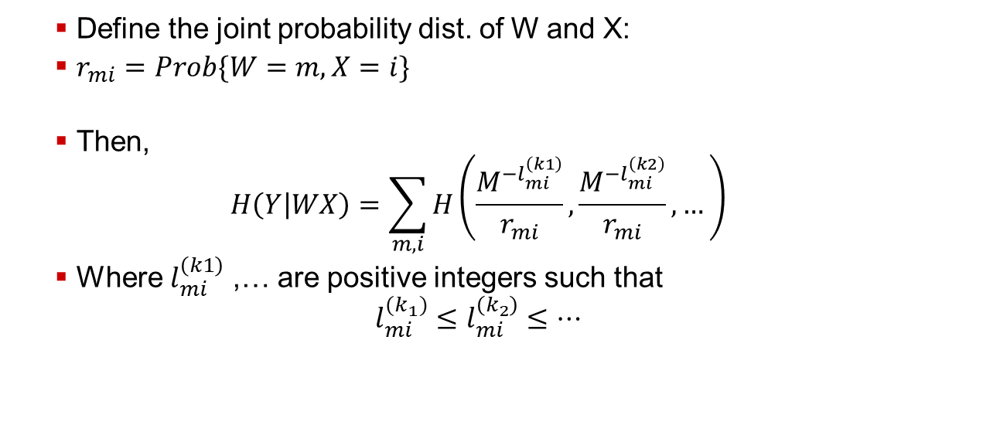 ▪ Define the joint probability dist. of W and X:
▪ $r_{mi} = Prob\{W = m, X = i\}$
▪ Then,
$H(Y|WX) = \sum_{m,i} H\left(\frac{M^{-l_{mi}^{(k1)}}}{r_{mi}}, \frac{M^{-l_{mi}^{(k2)}}}{r_{mi}}, \ldots\right)$
▪ Where $l_{mi}^{(k1)}$ ,… are positive integers such that
$l_{mi}^{(k_1)} \leq l_{mi}^{(k_2)} \leq \cdots$